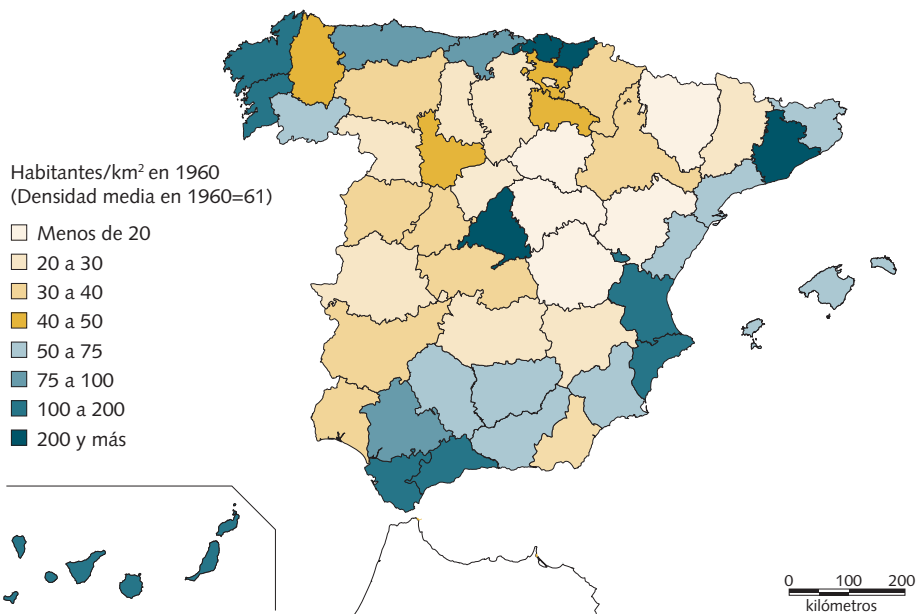 Habitantes/km² en 1960
(Densidad media en 1960=61)
Menos de 20
20 a 30
30 a 40
40 a 50
50 a 75
75 a 100
100 a 200
200 y más
0 100 200
kilómetros